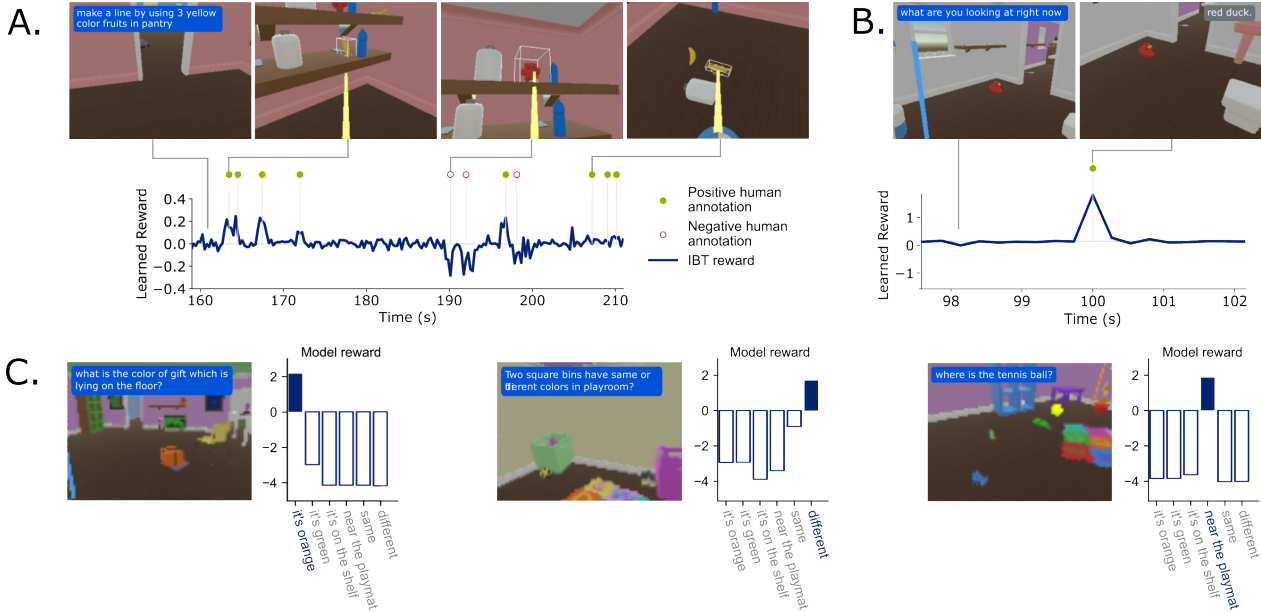 A.
make a line by using 3 yellow
color fruits in pantry
Learned Reward
0.4
0.2
0.0
−0.2
−0.4
160
170
180
190
200
210
Time (s)
Positive human
annotation
Negative human
annotation
IBT reward
B.
what are you looking at right now
red duck.
Learned Reward
1
0
−1
98
99
100
101
102
Time (s)
C.
what is the color of gift which is
lying on the floor?
Model reward
2
0
−2
−4
it's orange
it's green
it's on the shelf
near the playmat
same
different
Two square bins have same or
different colors in playroom?
Model reward
2
0
−2
−4
it's orange
it's green
it's on the shelf
near the playmat
same
different
where is the tennis ball?
Model reward
2
0
−2
−4
it's orange
it's green
it's on the shelf
near the playmat
same
different